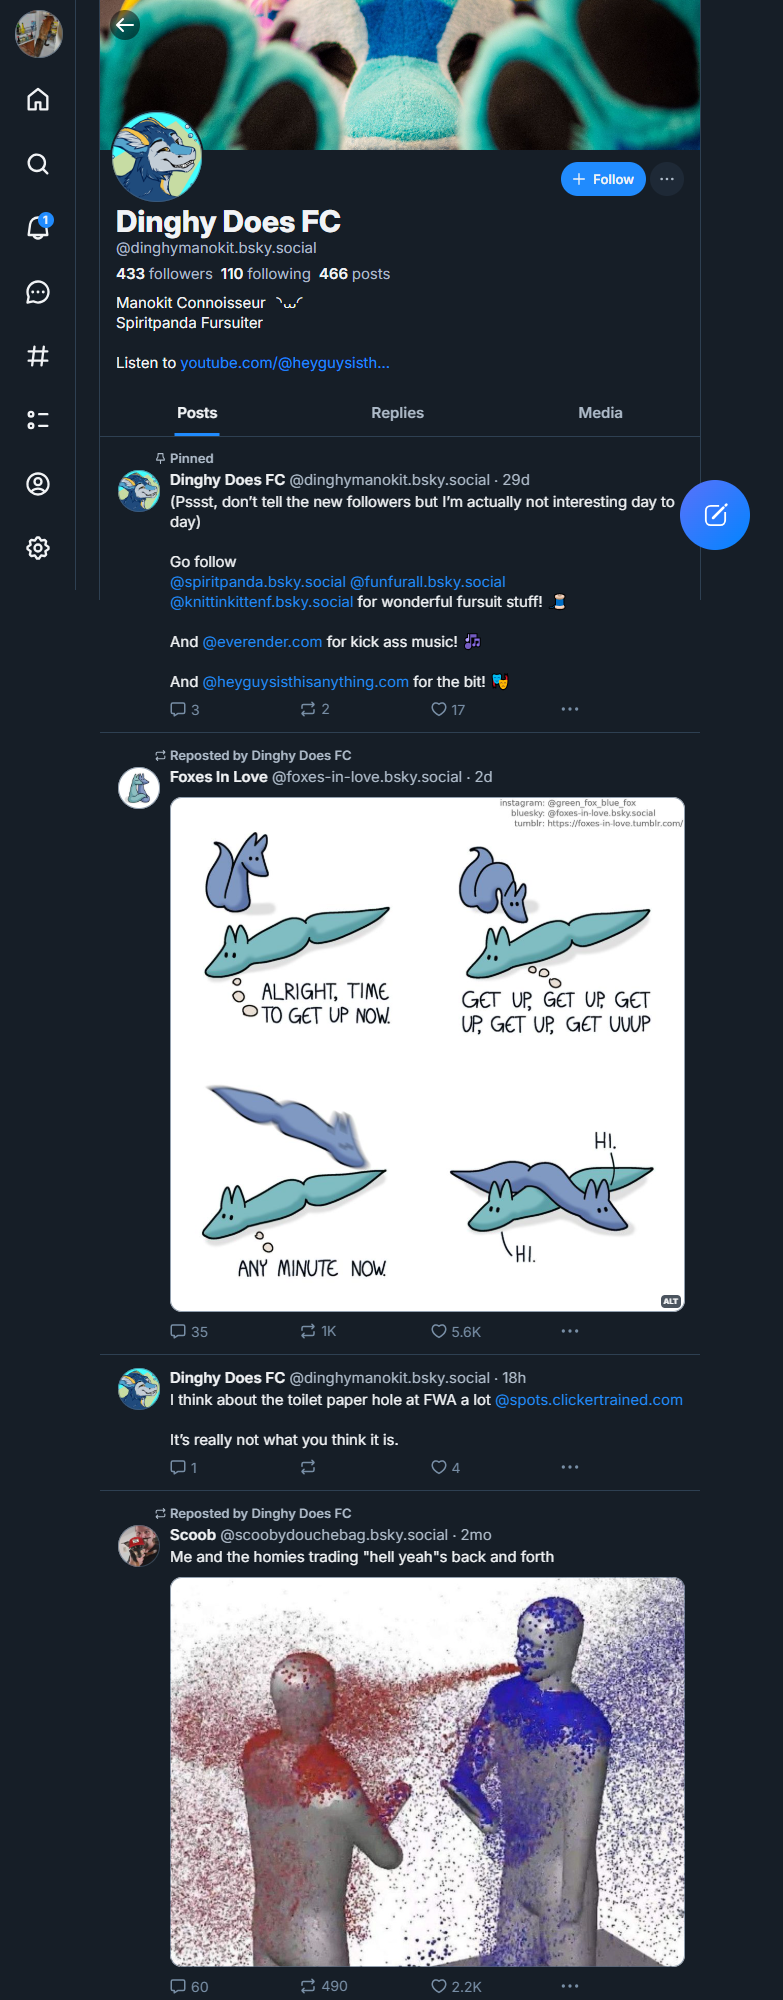 1
Follow
Dinghy Does FC
@dinghymanokit.bsky.social
433 followers 110 following 466 posts
Manokit Connoisseur ◝ω◜
Spiritpanda Fursuiter
Listen to youtube.com/@heyguysisth...
Posts Replies Media
Pinned
Dinghy Does FC @dinghymanokit.bsky.social · 29d
(Pssst, don't tell the new followers but I'm actually not interesting day to
day)
Go follow
@spiritpanda.bsky.social @funfurall.bsky.social
@knittinkittenf.bsky.social for wonderful fursuit stuff! 🧵
And @everender.com for kick ass music! 🎶
And @heyguysisthisanything.com for the bit! 🎭
3 2 17
Reposted by Dinghy Does FC
Foxes In Love @foxes-in-love.bsky.social · 2d
instagram: @green_fox_blue_fox
bluesky: @foxes-in-love.bsky.social
tumblr: https://foxes-in-love.tumblr.com/
ALRIGHT, TIME
TO GET UP NOW.
GET UP, GET UP, GET
UP, GET UP, GET UUUP
ANY MINUTE NOW.
HI.
HI.
ALT
35 1K 5.6K
Dinghy Does FC @dinghymanokit.bsky.social · 18h
I think about the toilet paper hole at FWA a lot @spots.clickertrained.com
It's really not what you think it is.
1 4
Reposted by Dinghy Does FC
Scoob @scoobydouchebag.bsky.social · 2mo
Me and the homies trading "hell yeah"s back and forth
60 490 2.2K